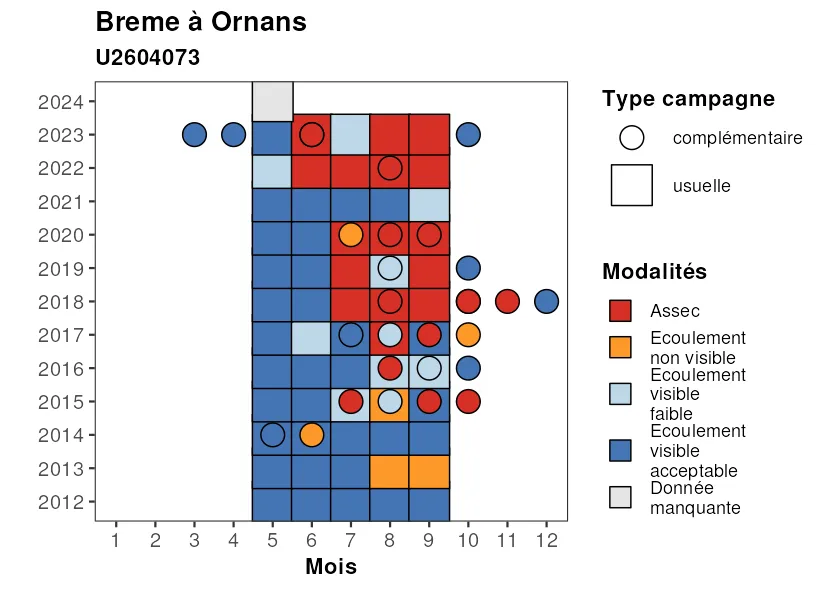 Breme à Ornans
U2604073
2024
2023
2022
2021
2020
2019
2018
2017
2016
2015
2014
2013
2012
1 2 3 4 5 6 7 8 9 10 11 12
Mois
Type campagne
complémentaire
usuelle
Modalités
Assec
Ecoulement
non visible
Ecoulement
visible
faible
Ecoulement
visible
acceptable
Donnée
manquante